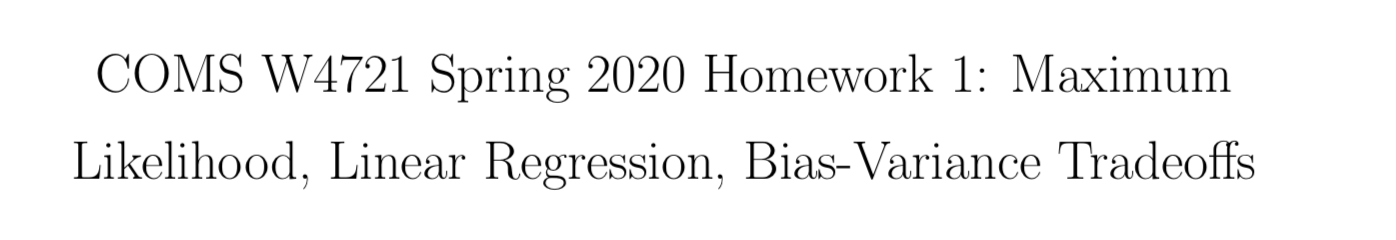 COMS W4721 Spring 2020 Homework 1: Maximum
Likelihood, Linear Regression, Bias-Variance Tradeoffs